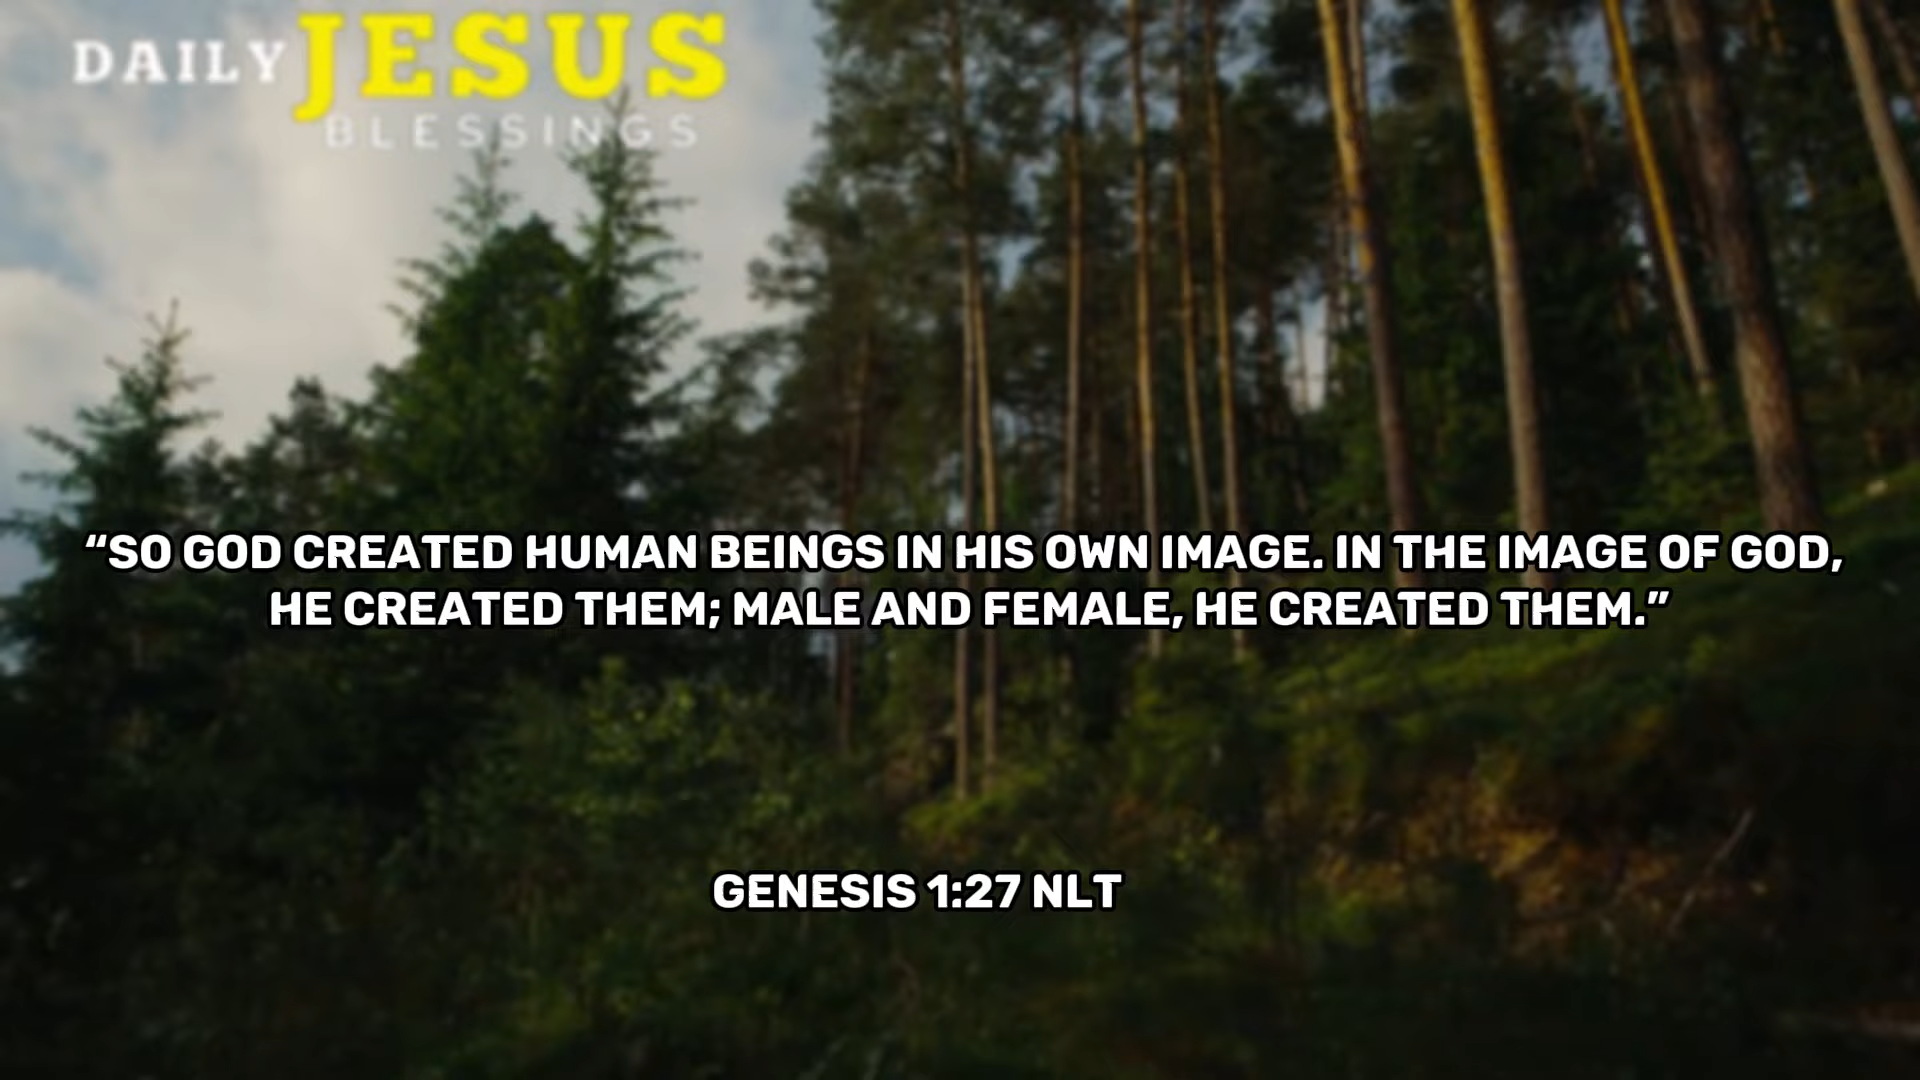 DAILY JESUS
BLESSINGS
“SO GOD CREATED HUMAN BEINGS IN HIS OWN IMAGE. IN THE IMAGE OF GOD,
HE CREATED THEM; MALE AND FEMALE, HE CREATED THEM.”
GENESIS 1:27 NLT